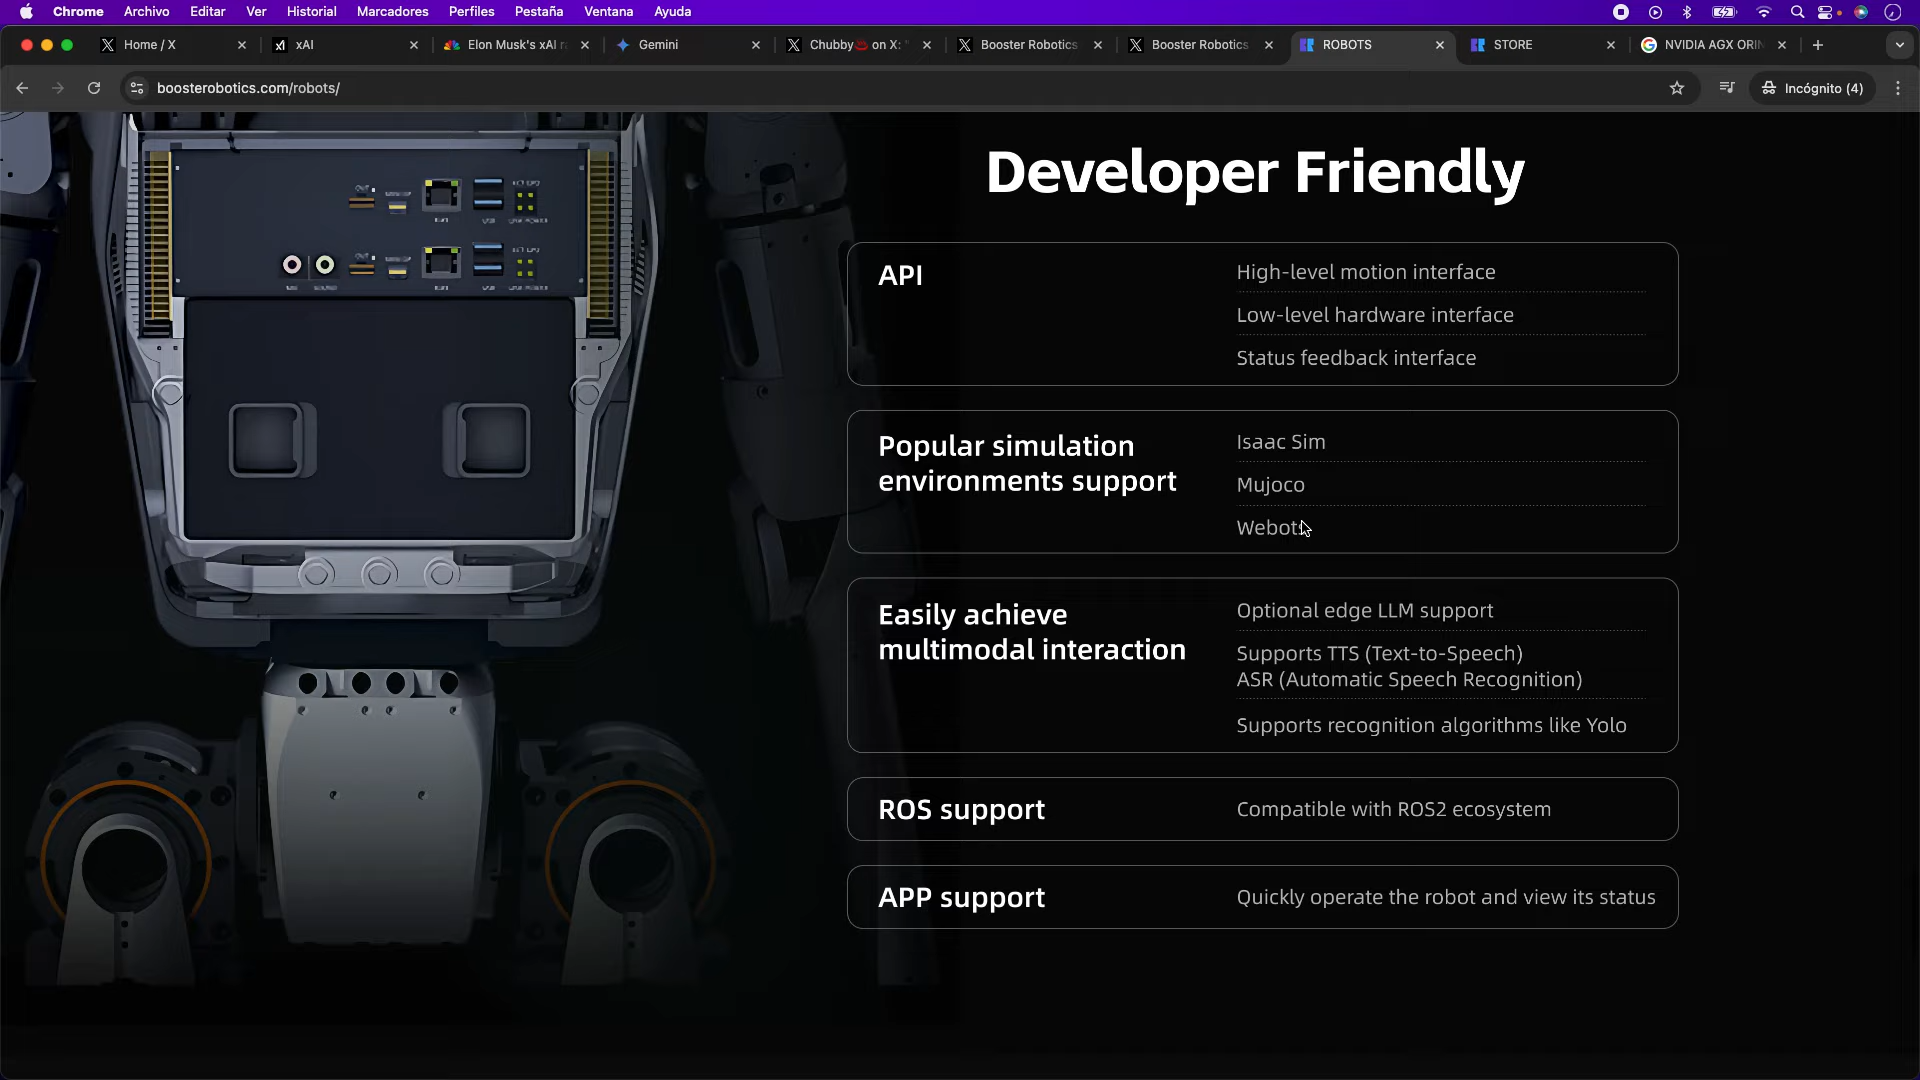 Chrome Archivo Editar Ver Historial Marcadores Perfiles Pestaña Ventana Ayuda
Home / X
xAI
Elon Musk's xAI
Gemini
Chubby on X: "
Booster Robotics
Booster Robotics
ROBOTS
STORE
NVIDIA AGX ORIN
boosterobotics.com/robots/
Incógnito (4)
Developer Friendly
API
High-level motion interface
Low-level hardware interface
Status feedback interface
Popular simulation
environments support
Isaac Sim
Mujoco
Webots
Easily achieve
multimodal interaction
Optional edge LLM support
Supports TTS (Text-to-Speech)
ASR (Automatic Speech Recognition)
Supports recognition algorithms like Yolo
ROS support
Compatible with ROS2 ecosystem
APP support
Quickly operate the robot and view its status